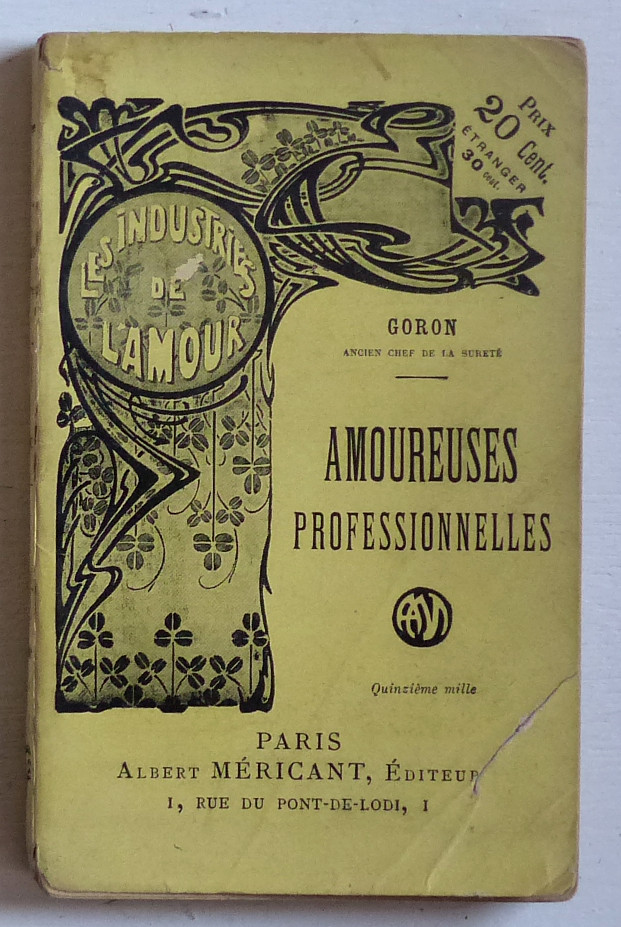 PRIX
20 Cent.
ÉTRANGER
30 cent.
LES INDUSTRIES
DE
L'AMOUR
GORON
ANCIEN CHEF DE LA SURETÉ
AMOUREUSES
PROFESSIONNELLES
AM
Quinzième mille
PARIS
ALBERT MÉRICANT, ÉDITEUR
1, RUE DU PONT-DE-LODI, 1